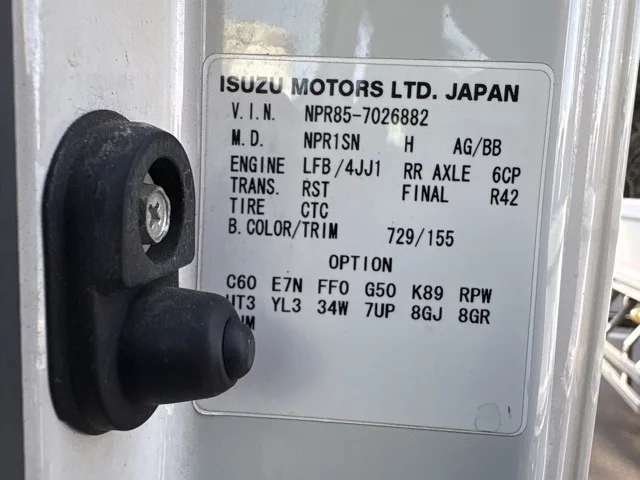 ISUZU MOTORS LTD. JAPAN
V.I.N. NPR85-7026882
M.D. NPR1SN H AG/BB
ENGINE LFB/4JJ1 RR AXLE 6CP
TRANS. RST FINAL R42
TIRE CTC
B.COLOR/TRIM 729/155
OPTION
C60 E7N FF0 G50 K89 RPW
YL3 34W 7UP 8GJ 8GR